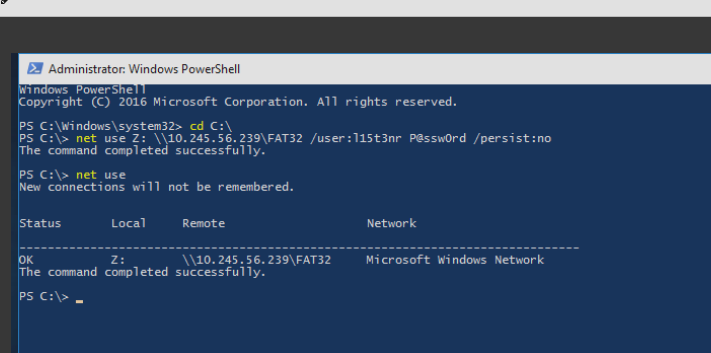 Administrator: Windows PowerShell
Windows PowerShell
Copyright (C) 2016 Microsoft Corporation. All rights reserved.
PS C:\Windows\system32> cd C:\
PS C:\> net use Z: \\10.245.56.239\FAT32 /user:l15t3nr P@ssw0rd /persist:no
The command completed successfully.
PS C:\> net use
New connections will not be remembered.
Status Local Remote Network
-------------------------------------------------------------------------------
OK Z: \\10.245.56.239\FAT32 Microsoft Windows Network
The command completed successfully.
PS C:\> _